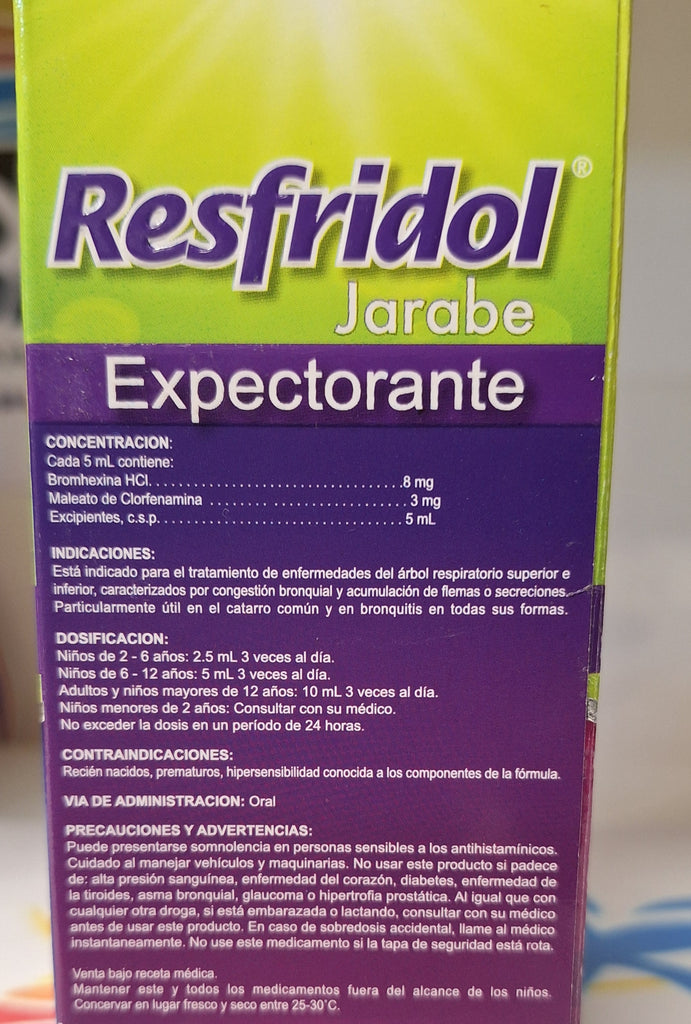 Resfridol®
Jarabe
Expectorante
CONCENTRACION:
Cada 5 mL contiene:
Bromhexina HCl. . . . . . . . . . . . . . . . . . . . . . . . . . . . . . . . .8 mg
Maleato de Clorfenamina . . . . . . . . . . . . . . . . . . . . . . . . . . 3 mg
Excipientes, c.s.p. . . . . . . . . . . . . . . . . . . . . . . . . . . . . . . . 5 mL
INDICACIONES:
Está indicado para el tratamiento de enfermedades del árbol respiratorio superior e
inferior, caracterizados por congestión bronquial y acumulación de flemas o secreciones.
Particularmente útil en el catarro común y en bronquitis en todas sus formas.
DOSIFICACION:
Niños de 2 - 6 años: 2.5 mL 3 veces al día.
Niños de 6 - 12 años: 5 mL 3 veces al día.
Adultos y niños mayores de 12 años: 10 mL 3 veces al día.
Niños menores de 2 años: Consultar con su médico.
No exceder la dosis en un período de 24 horas.
CONTRAINDICACIONES:
Recién nacidos, prematuros, hipersensibilidad conocida a los componentes de la fórmula.
VIA DE ADMINISTRACION: Oral
PRECAUCIONES Y ADVERTENCIAS:
Puede presentarse somnolencia en personas sensibles a los antihistamínicos.
Cuidado al manejar vehículos y maquinarias. No usar este producto si padece
de: alta presión sanguínea, enfermedad del corazón, diabetes, enfermedad de
la tiroides, asma bronquial, glaucoma o hipertrofia prostática. Al igual que con
cualquier otra droga, si está embarazada o lactando, consultar con su médico
antes de usar este producto. En caso de sobredosis accidental, llame al médico
instantaneamente. No use este medicamento si la tapa de seguridad está rota.
Venta bajo receta médica.
Mantener este y todos los medicamentos fuera del alcance de los niños.
Concervar en lugar fresco y seco entre 25-30°C.